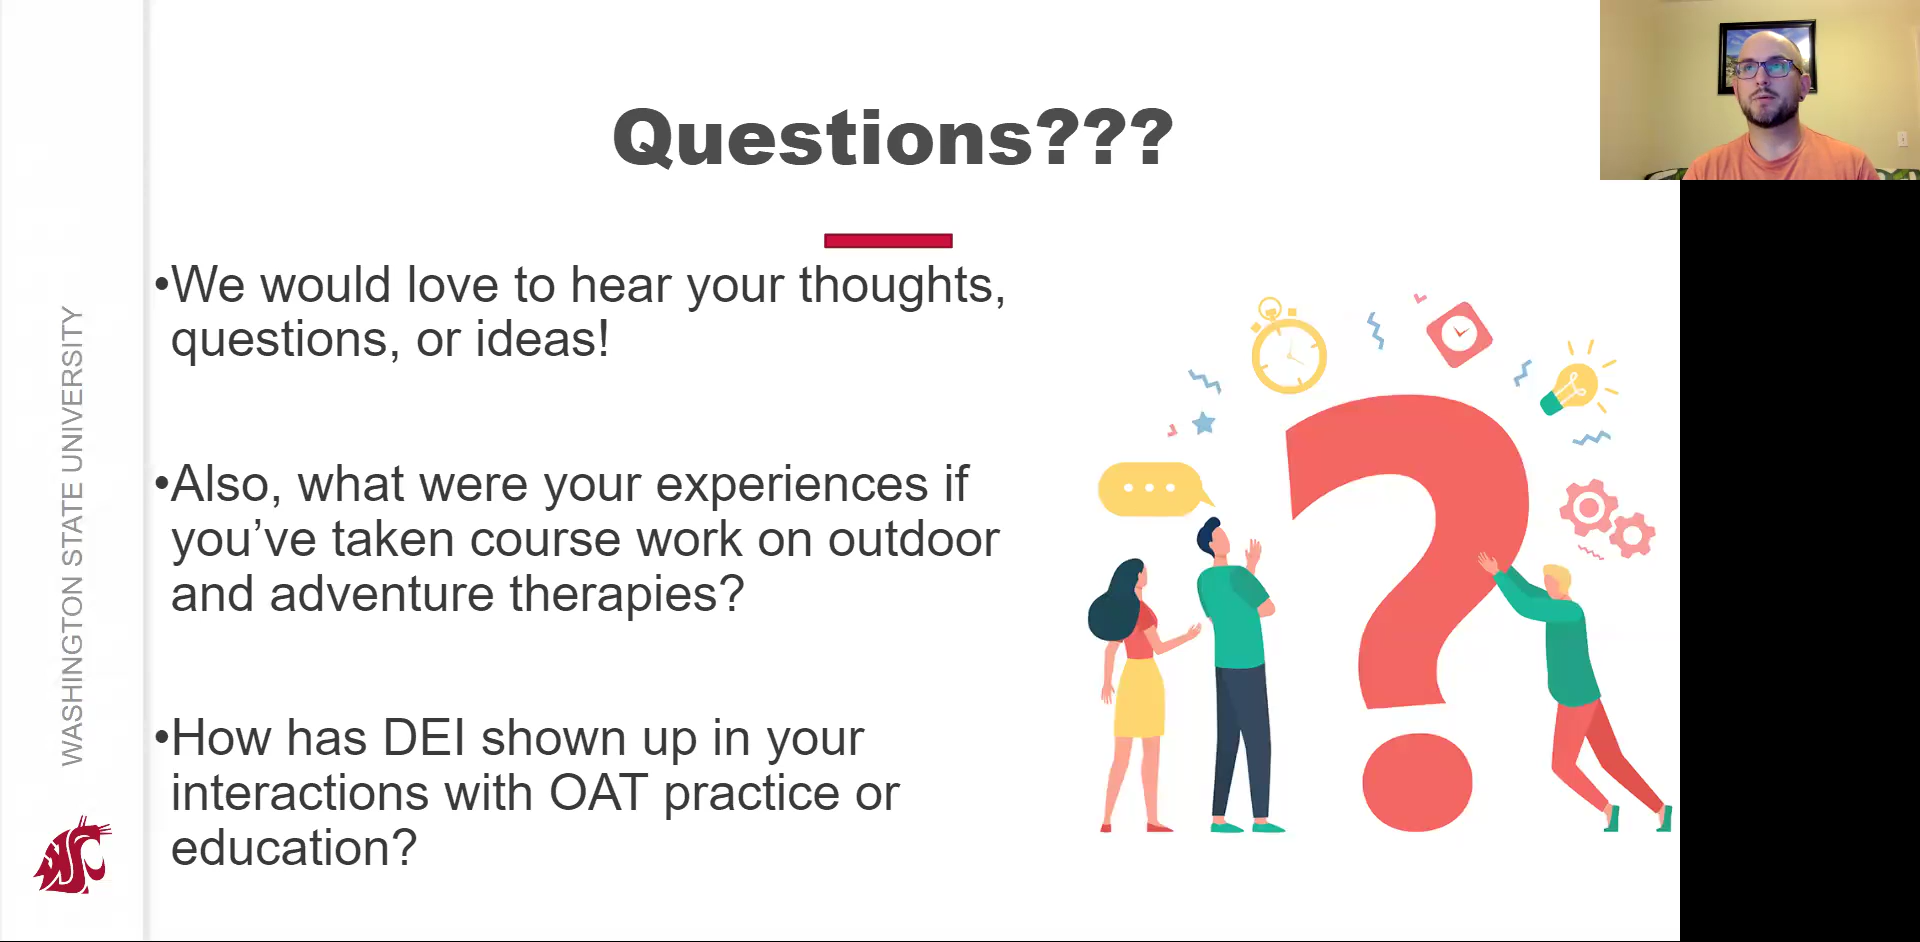 Questions???
•We would love to hear your thoughts,
questions, or ideas!
•Also, what were your experiences if
you’ve taken course work on outdoor
and adventure therapies?
•How has DEI shown up in your
interactions with OAT practice or
education?
WASHINGTON STATE UNIVERSITY
WSC